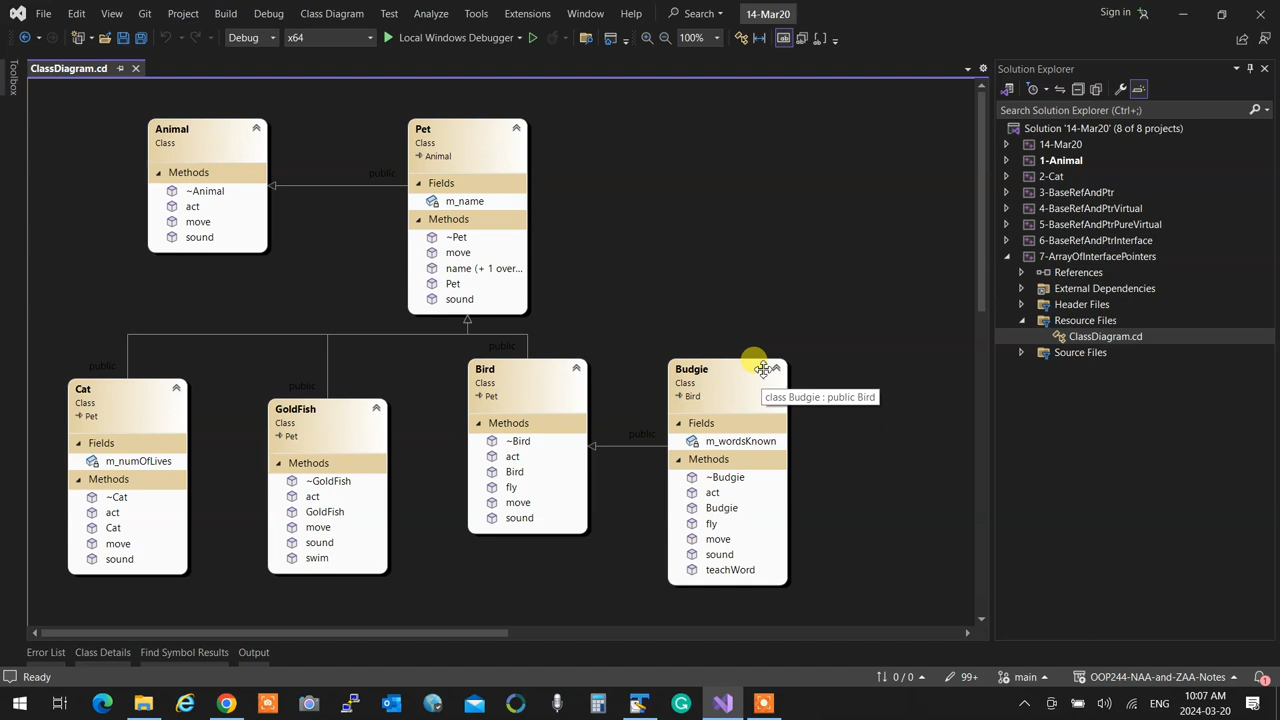 File Edit View Git Project Build Debug Class Diagram Test Analyze Tools Extensions Window Help Search 14-Mar20 Sign in
Debug x64 Local Windows Debugger 100%
Toolbox
ClassDiagram.cd
Animal
Class
Methods
~Animal
act
move
sound
public
Pet
Class
Animal
Fields
m_name
Methods
~Pet
move
name (+ 1 over...
Pet
sound
public
Cat
Class
Pet
Fields
m_numOfLives
Methods
~Cat
act
Cat
move
sound
public
GoldFish
Class
Pet
Methods
~GoldFish
act
GoldFish
move
sound
swim
public
Bird
Class
Pet
Methods
~Bird
act
Bird
fly
move
sound
public
Budgie
Class
Bird
Fields
m_wordsKnown
Methods
~Budgie
act
Budgie
fly
move
sound
teachWord
class Budgie : public Bird
Solution Explorer
Search Solution Explorer (Ctrl+;)
Solution '14-Mar20' (8 of 8 projects)
14-Mar20
1-Animal
2-Cat
3-BaseRefAndPtr
4-BaseRefAndPtrVirtual
5-BaseRefAndPtrPureVirtual
6-BaseRefAndPtrInterface
7-ArrayOfInterfacePointers
References
External Dependencies
Header Files
Resource Files
ClassDiagram.cd
Source Files
Error List Class Details Find Symbol Results Output
Ready 0 / 0 99+ main OOP244-NAA-and-ZAA-Notes 1
ENG 10:07 AM
2024-03-20